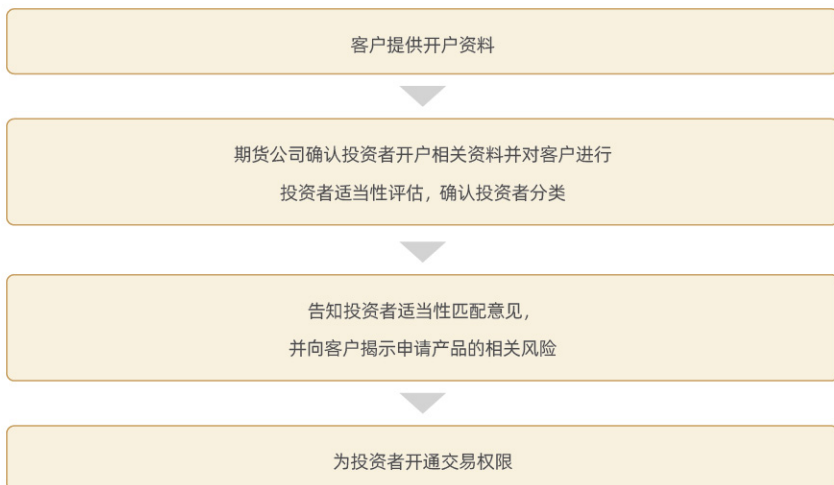 客户提供开户资料
期货公司确认投资者开户相关资料并对客户进行
投资者适当性评估，确认投资者分类
告知投资者适当性匹配意见，
并向客户揭示申请产品的相关风险
为投资者开通交易权限